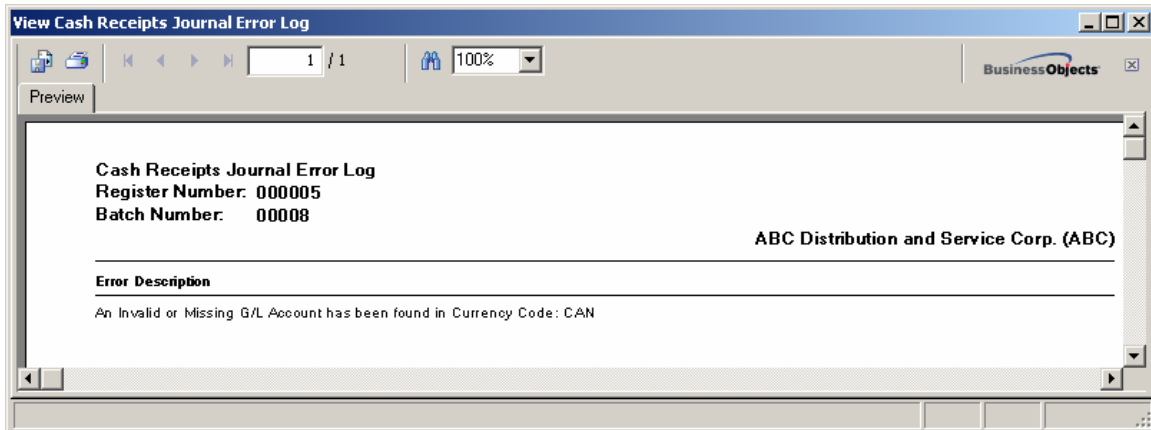 View Cash Receipts Journal Error Log
1 / 1 100% BusinessObjects
Preview
Cash Receipts Journal Error Log
Register Number: 000005
Batch Number: 00008
ABC Distribution and Service Corp. (ABC)
Error Description
An Invalid or Missing G/L Account has been found in Currency Code: CAN